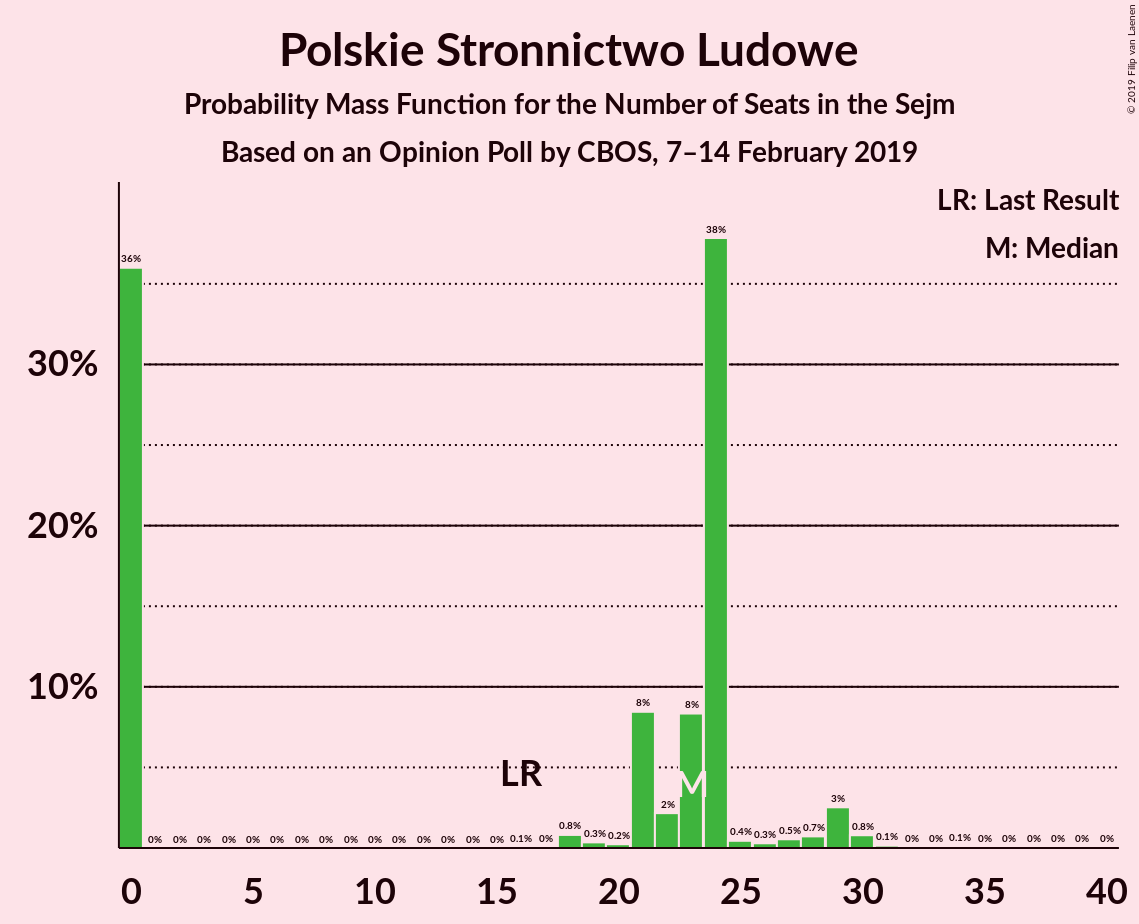 Polskie Stronnictwo Ludowe
Probability Mass Function for the Number of Seats in the Sejm
Based on an Opinion Poll by CBOS, 7–14 February 2019
© 2019 Filip van Laenen
LR: Last Result
M: Median
38%
36%
30%
20%
10%
8%
8%
LR
M
3%
2%
0% 0% 0% 0% 0% 0% 0% 0% 0% 0% 0% 0% 0% 0% 0% 0.1% 0% 0.8% 0.3% 0.2% 0.4% 0.3% 0.5% 0.7% 0.8% 0.1% 0% 0% 0.1% 0% 0% 0% 0% 0% 0%
0 5 10 15 20 25 30 35 40